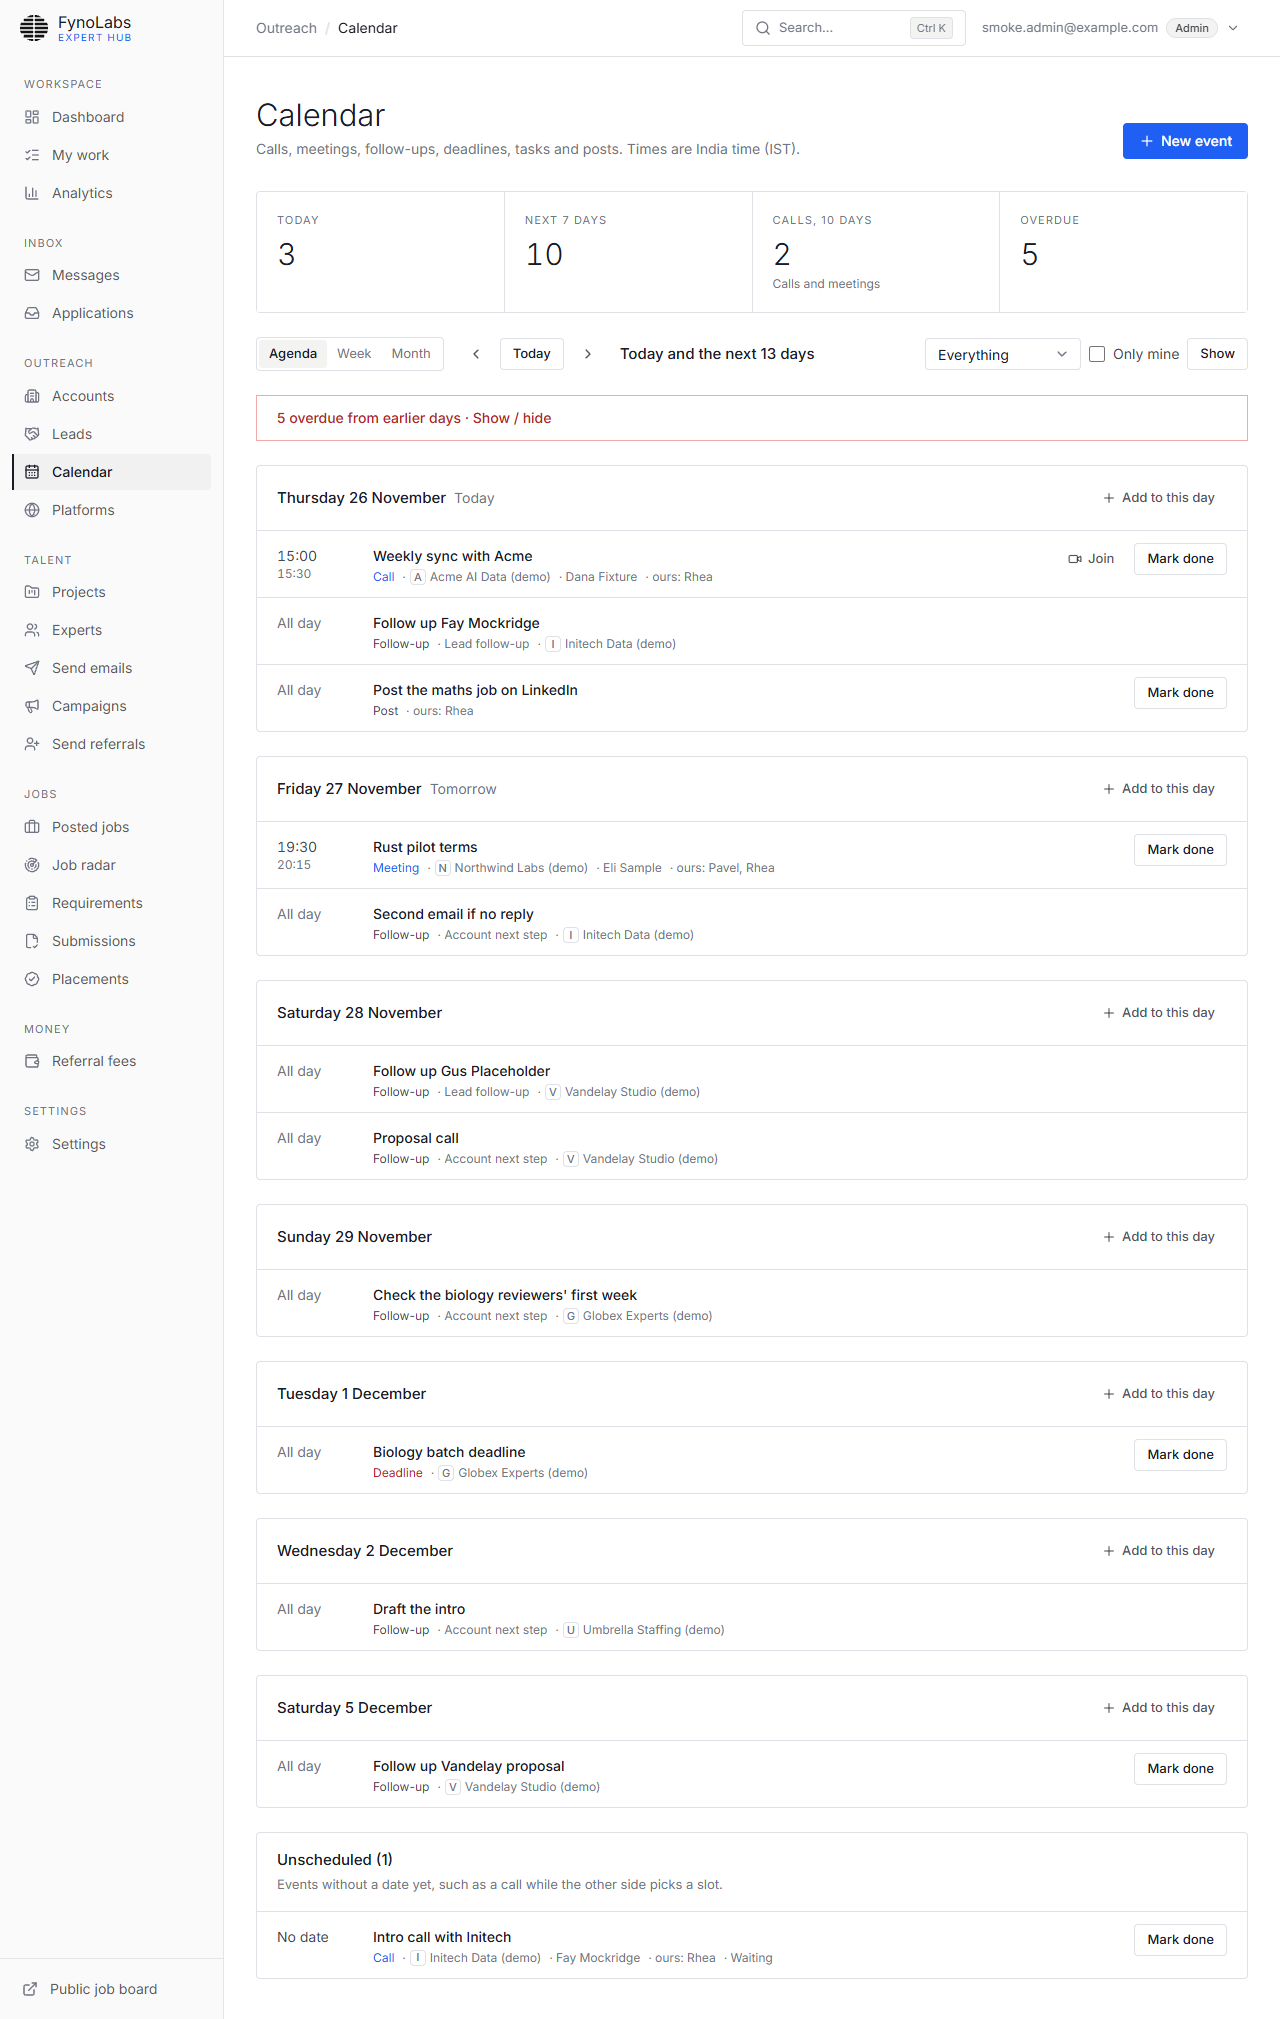 FynoLabs
EXPERT HUB
WORKSPACE
Dashboard
My work
Analytics
INBOX
Messages
Applications
OUTREACH
Accounts
Leads
Calendar
Platforms
TALENT
Projects
Experts
Send emails
Campaigns
Send referrals
JOBS
Posted jobs
Job radar
Requirements
Submissions
Placements
MONEY
Referral fees
SETTINGS
Settings
Public job board
Outreach / Calendar
Search... Ctrl K
smoke.admin@example.com Admin
Calendar
Calls, meetings, follow-ups, deadlines, tasks and posts. Times are India time (IST).
+ New event
TODAY
3
NEXT 7 DAYS
10
CALLS, 10 DAYS
2
Calls and meetings
OVERDUE
5
Agenda Week Month
Today
Today and the next 13 days
Everything
Only mine
Show
5 overdue from earlier days · Show / hide
Thursday 26 November Today
+ Add to this day
15:00
15:30
Weekly sync with Acme
Call · A Acme AI Data (demo) · Dana Fixture · ours: Rhea
Join
Mark done
All day
Follow up Fay Mockridge
Follow-up · Lead follow-up · I Initech Data (demo)
All day
Post the maths job on LinkedIn
Post · ours: Rhea
Mark done
Friday 27 November Tomorrow
+ Add to this day
19:30
20:15
Rust pilot terms
Meeting · N Northwind Labs (demo) · Eli Sample · ours: Pavel, Rhea
Mark done
All day
Second email if no reply
Follow-up · Account next step · I Initech Data (demo)
Saturday 28 November
+ Add to this day
All day
Follow up Gus Placeholder
Follow-up · Lead follow-up · V Vandelay Studio (demo)
All day
Proposal call
Follow-up · Account next step · V Vandelay Studio (demo)
Sunday 29 November
+ Add to this day
All day
Check the biology reviewers' first week
Follow-up · Account next step · G Globex Experts (demo)
Tuesday 1 December
+ Add to this day
All day
Biology batch deadline
Deadline · G Globex Experts (demo)
Mark done
Wednesday 2 December
+ Add to this day
All day
Draft the intro
Follow-up · Account next step · U Umbrella Staffing (demo)
Saturday 5 December
+ Add to this day
All day
Follow up Vandelay proposal
Follow-up · V Vandelay Studio (demo)
Mark done
Unscheduled (1)
Events without a date yet, such as a call while the other side picks a slot.
No date
Intro call with Initech
Call · I Initech Data (demo) · Fay Mockridge · ours: Rhea · Waiting
Mark done